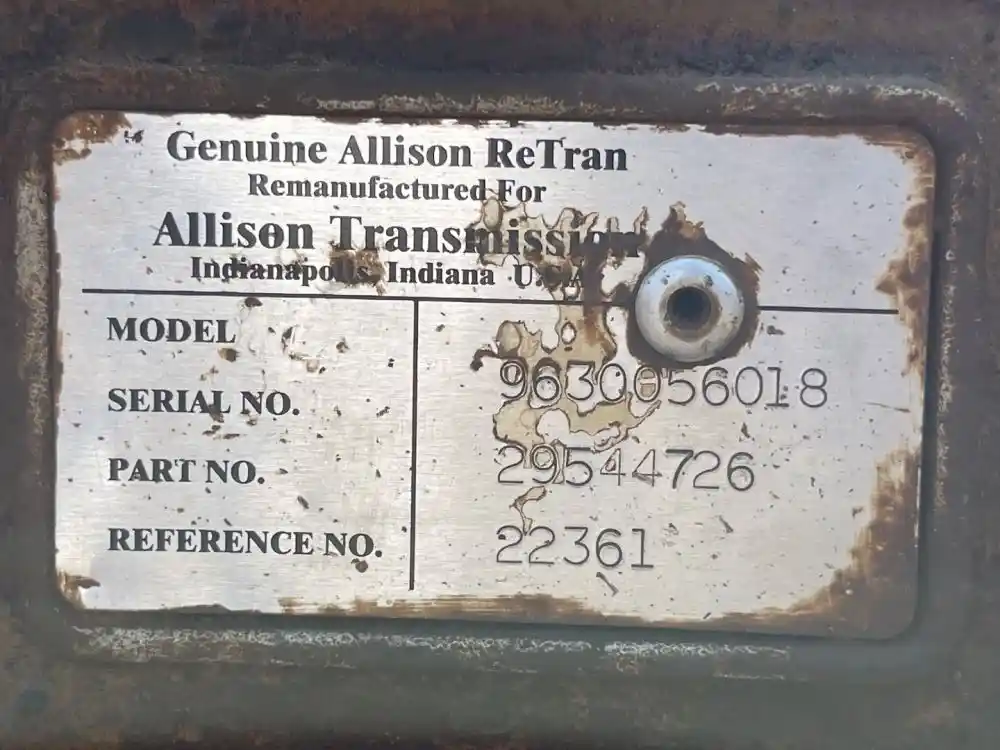 Genuine Allison ReTran
Remanufactured For
Allison Transmission
Indianapolis, Indiana U.S.A.
MODEL
SERIAL NO. 9630056018
PART NO. 29544726
REFERENCE NO. 22361